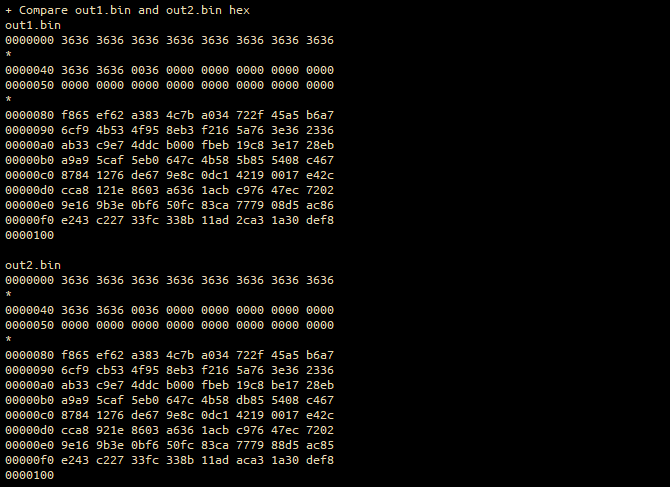 + Compare out1.bin and out2.bin hex
out1.bin
0000000 3636 3636 3636 3636 3636 3636 3636 3636
*
0000040 3636 3636 0036 0000 0000 0000 0000 0000
0000050 0000 0000 0000 0000 0000 0000 0000 0000
*
0000080 f865 ef62 a383 4c7b a034 722f 45a5 b6a7
0000090 6cf9 4b53 4f95 8eb3 f216 5a76 3e36 2336
00000a0 ab33 c9e7 4ddc b000 fbeb 19c8 3e17 28eb
00000b0 a9a9 5caf 5eb0 647c 4b58 5b85 5408 c467
00000c0 8784 1276 de67 9e8c 0dc1 4219 0017 e42c
00000d0 cca8 121e 8603 a636 1acb c976 47ec 7202
00000e0 9e16 9b3e 0bf6 50fc 83ca 7779 08d5 ac86
00000f0 e243 c227 33fc 338b 11ad 2ca3 1a30 def8
0000100
out2.bin
0000000 3636 3636 3636 3636 3636 3636 3636 3636
*
0000040 3636 3636 0036 0000 0000 0000 0000 0000
0000050 0000 0000 0000 0000 0000 0000 0000 0000
*
0000080 f865 ef62 a383 4c7b a034 722f 45a5 b6a7
0000090 6cf9 cb53 4f95 8eb3 f216 5a76 3e36 2336
00000a0 ab33 c9e7 4ddc b000 fbeb 19c8 be17 28eb
00000b0 a9a9 5caf 5eb0 647c 4b58 db85 5408 c467
00000c0 8784 1276 de67 9e8c 0dc1 4219 0017 e42c
00000d0 cca8 921e 8603 a636 1acb c976 47ec 7202
00000e0 9e16 9b3e 0bf6 50fc 83ca 7779 88d5 ac85
00000f0 e243 c227 33fc 338b 11ad aca3 1a30 def8
0000100